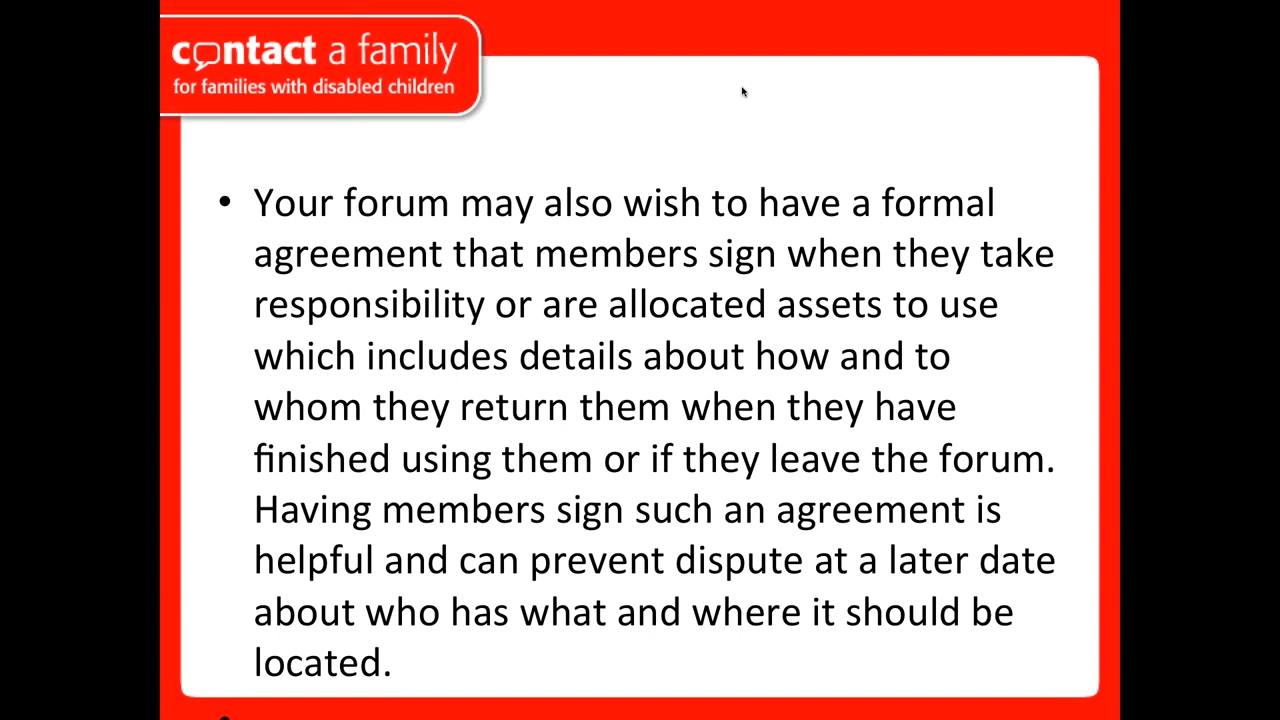 contact a family
for families with disabled children
• Your forum may also wish to have a formal
agreement that members sign when they take
responsibility or are allocated assets to use
which includes details about how and to
whom they return them when they have
finished using them or if they leave the forum.
Having members sign such an agreement is
helpful and can prevent dispute at a later date
about who has what and where it should be
located.